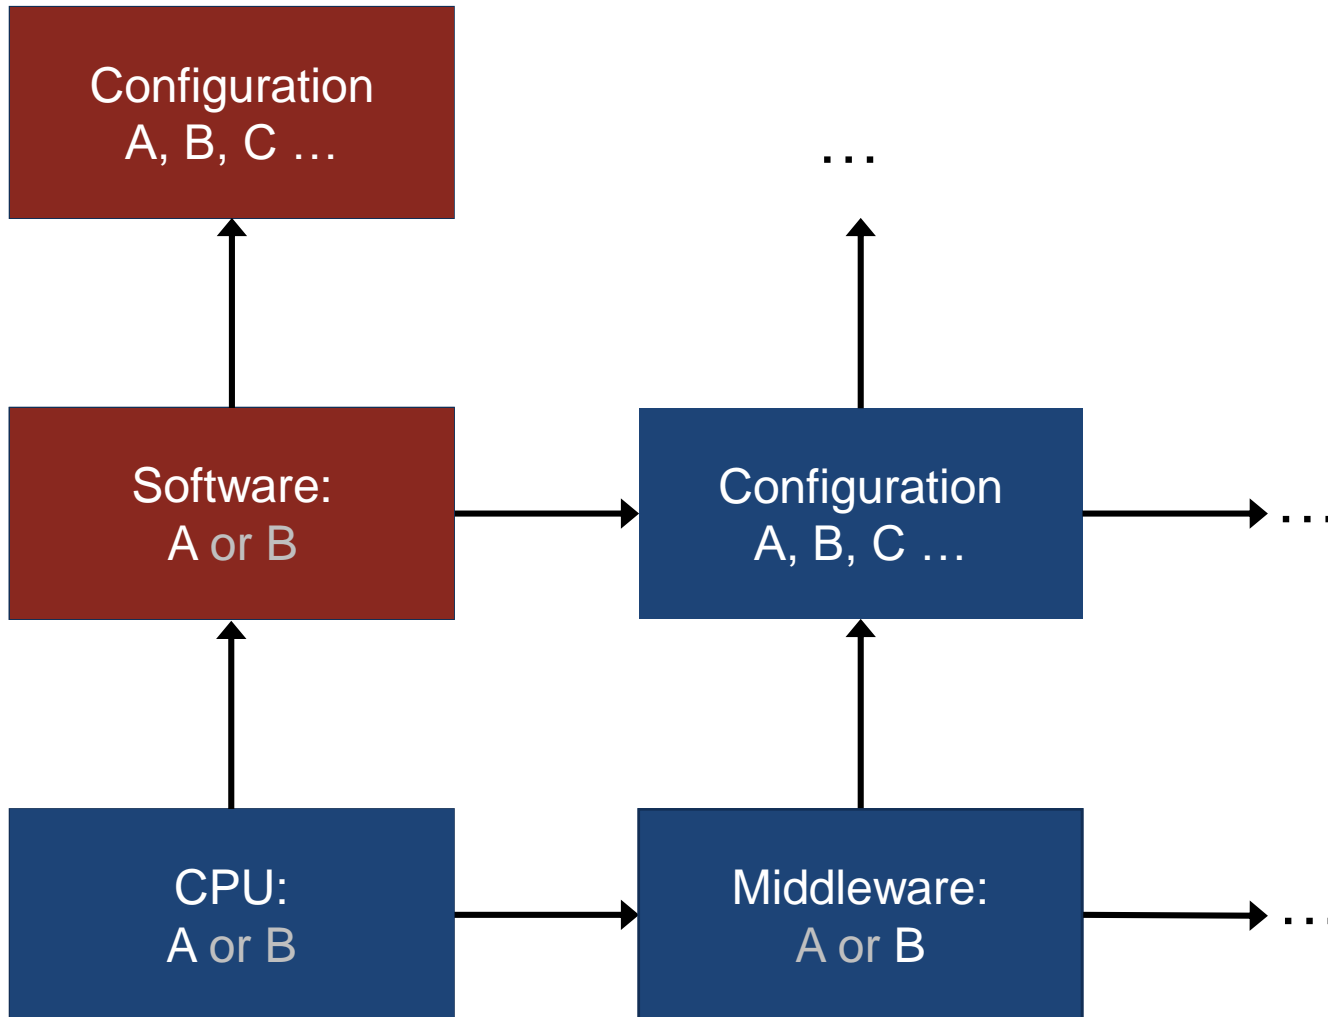 Configuration
A, B, C …
…
Software:
A or B
Configuration
A, B, C …
…
CPU:
A or B
Middleware:
A or B
…